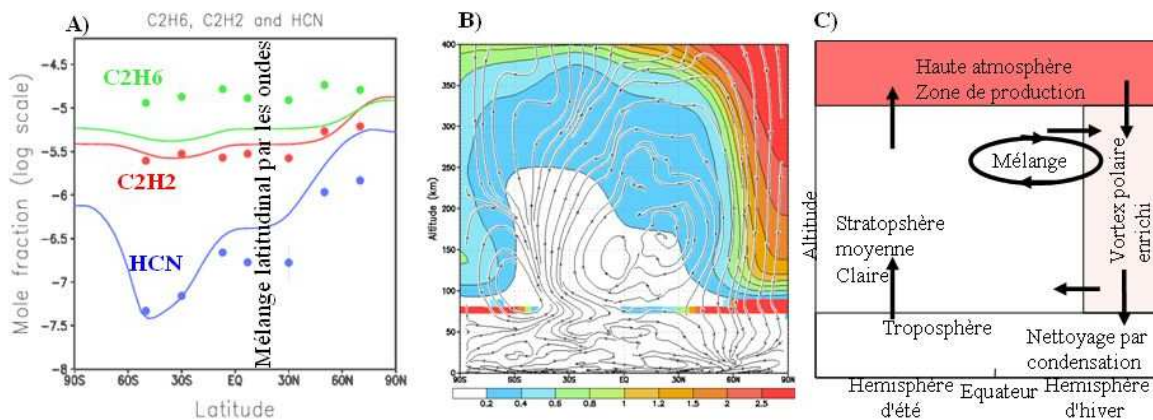 A)
C2H6, C2H2 and HCN
Mole fraction (log scale)
-4.5
-5
-5.5
-6
-6.5
-7
-7.5
-8
C2H6
C2H2
HCN
Mélange latitudinal par les ondes
90S
60S
30S
EQ
30N
60N
90N
Latitude
B)
Altitude (km)
400
350
300
250
200
150
100
50
0
90S
60S
30S
EQ
30N
60N
90N
0.2
0.4
0.6
0.8
1
1.2
1.5
2
2.5
C)
Haute atmosphère
Zone de production
Mélange
Vortex polaire
enrichi
Altitude
Stratopshère
moyenne
Claire
Troposphère
Nettoyage par
condensation
Hemisphère
d'été
Equateur
Hemisphère
d'hiver